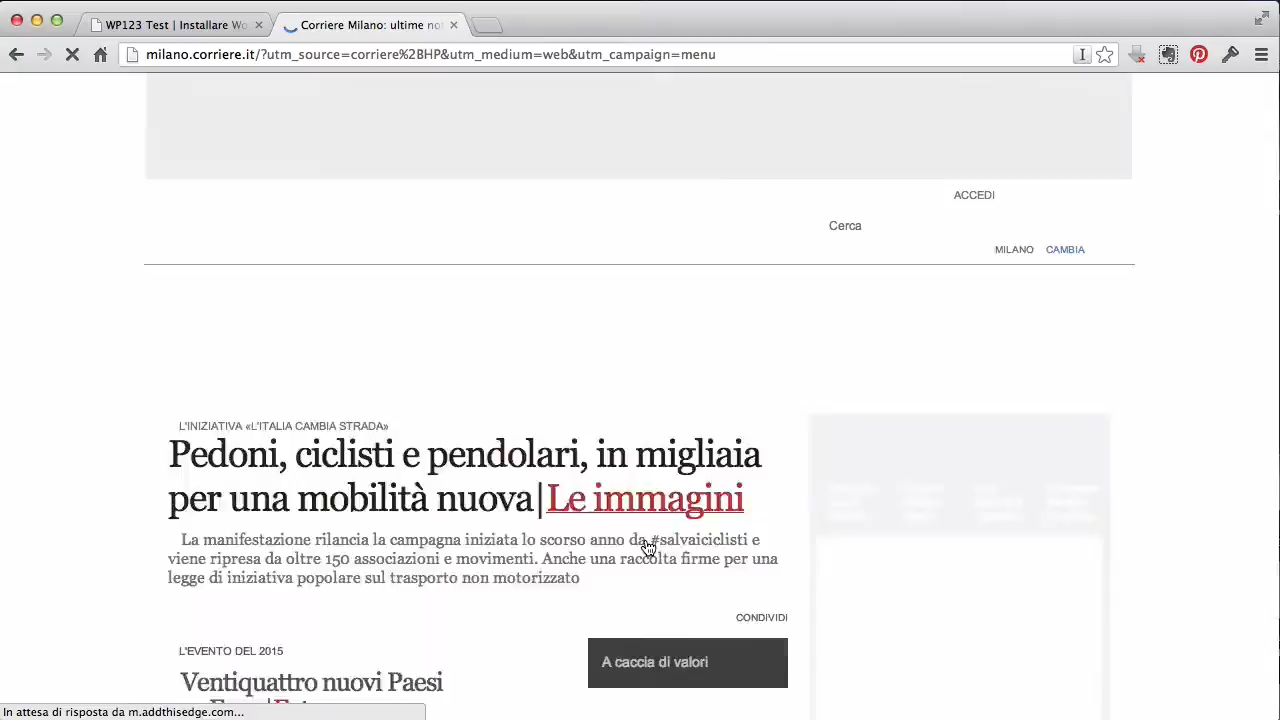 WP123 Test | Installare Wo
Corriere Milano: ultime not
milano.corriere.it/?utm_source=corriere%2BHP&utm_medium=web&utm_campaign=menu
ACCEDI
Cerca
MILANO CAMBIA
L'INIZIATIVA «L'ITALIA CAMBIA STRADA»
Pedoni, ciclisti e pendolari, in migliaia
per una mobilità nuova|Le immagini
La manifestazione rilancia la campagna iniziata lo scorso anno da #salvaiciclisti e
viene ripresa da oltre 150 associazioni e movimenti. Anche una raccolta firme per una
legge di iniziativa popolare sul trasporto non motorizzato
CONDIVIDI
L'EVENTO DEL 2015
A caccia di valori
Ventiquattro nuovi Paesi
In attesa di risposta da m.addthisedge.com...